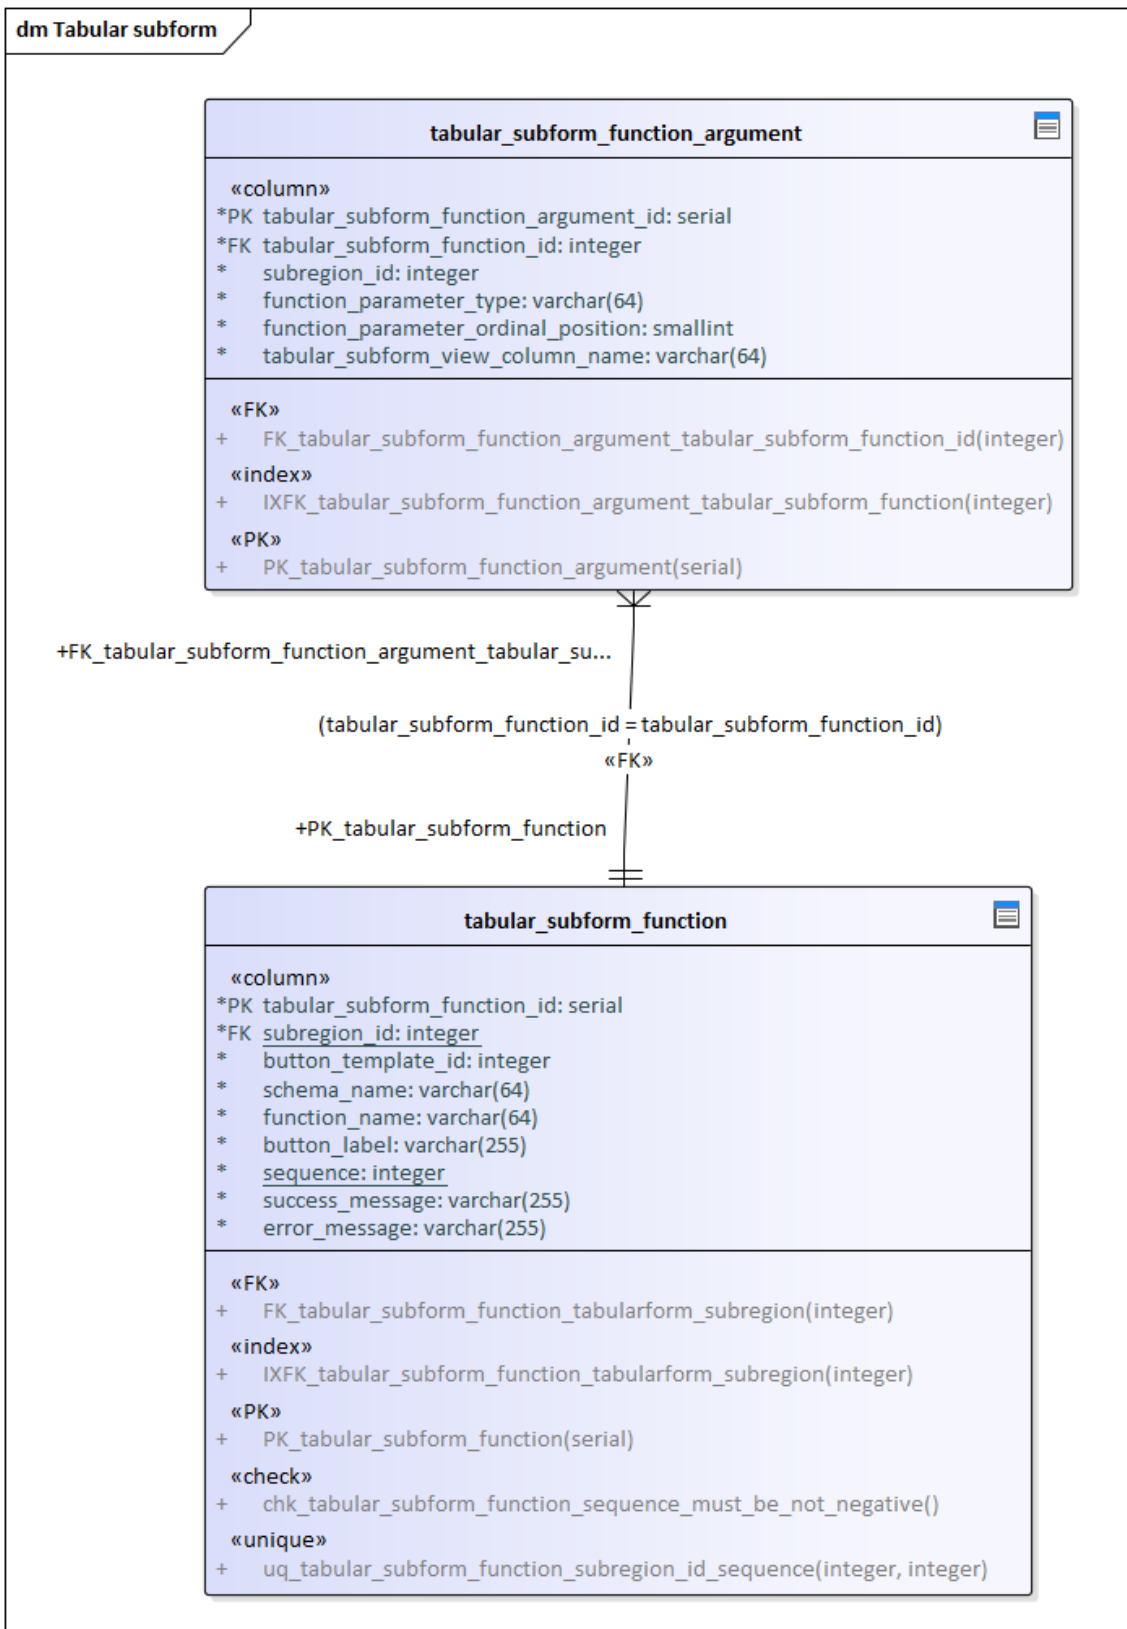 dm Tabular subform
tabular_subform_function_argument
«column»
*PK tabular_subform_function_argument_id: serial
*FK tabular_subform_function_id: integer
* subregion_id: integer
* function_parameter_type: varchar(64)
* function_parameter_ordinal_position: smallint
* tabular_subform_view_column_name: varchar(64)
«FK»
+ FK_tabular_subform_function_argument_tabular_subform_function_id(integer)
«index»
+ IXFK_tabular_subform_function_argument_tabular_subform_function(integer)
«PK»
+ PK_tabular_subform_function_argument(serial)
+FK_tabular_subform_function_argument_tabular_su...
(tabular_subform_function_id = tabular_subform_function_id)
«FK»
+PK_tabular_subform_function
tabular_subform_function
«column»
*PK tabular_subform_function_id: serial
*FK subregion_id: integer
* button_template_id: integer
* schema_name: varchar(64)
* function_name: varchar(64)
* button_label: varchar(255)
* sequence: integer
* success_message: varchar(255)
* error_message: varchar(255)
«FK»
+ FK_tabular_subform_function_tabularform_subregion(integer)
«index»
+ IXFK_tabular_subform_function_tabularform_subregion(integer)
«PK»
+ PK_tabular_subform_function(serial)
«check»
+ chk_tabular_subform_function_sequence_must_be_not_negative()
«unique»
+ uq_tabular_subform_function_subregion_id_sequence(integer, integer)